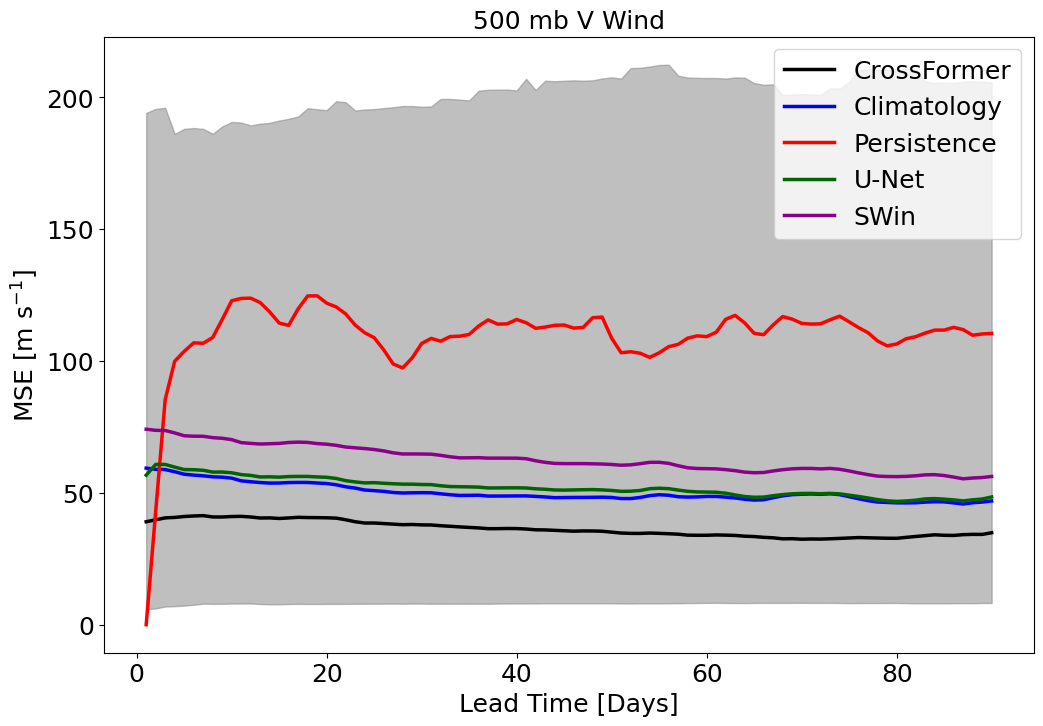 500 mb V Wind
CrossFormer
Climatology
Persistence
U-Net
SWin
MSE [m s⁻¹]
200
150
100
50
0
0 20 40 60 80
Lead Time [Days]